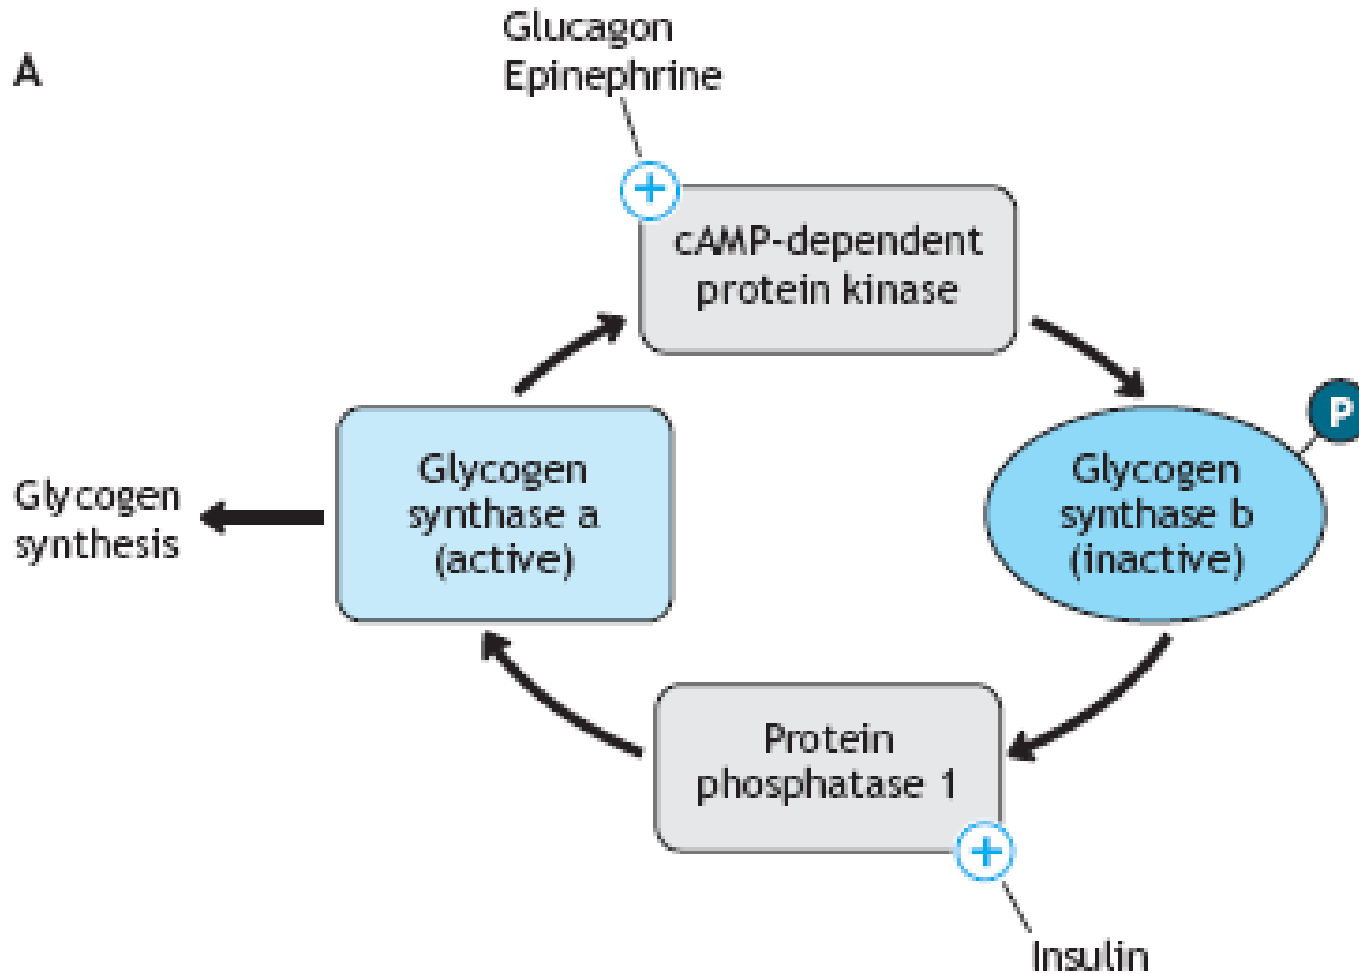 A
Glucagon
Epinephrine
+
cAMP-dependent
protein kinase
P
Glycogen
synthesis
Glycogen
synthase a
(active)
Glycogen
synthase b
(inactive)
Protein
phosphatase 1
+
Insulin